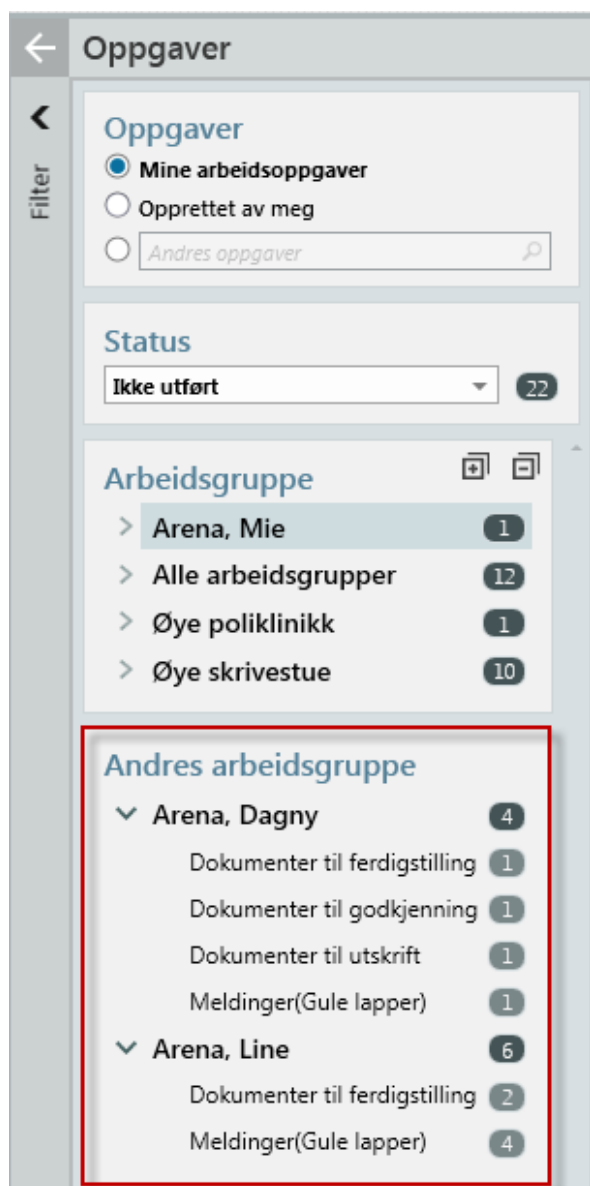 Oppgaver
Filter
Oppgaver
Mine arbeidsoppgaver
Opprettet av meg
Andres oppgaver
Status
Ikke utført 22
Arbeidsgruppe
Arena, Mie 1
Alle arbeidsgrupper 12
Øye poliklinikk 1
Øye skrivestue 10
Andres arbeidsgruppe
Arena, Dagny 4
Dokumenter til ferdigstilling 1
Dokumenter til godkjenning 1
Dokumenter til utskrift 1
Meldinger(Gule lapper) 1
Arena, Line 6
Dokumenter til ferdigstilling 2
Meldinger(Gule lapper) 4